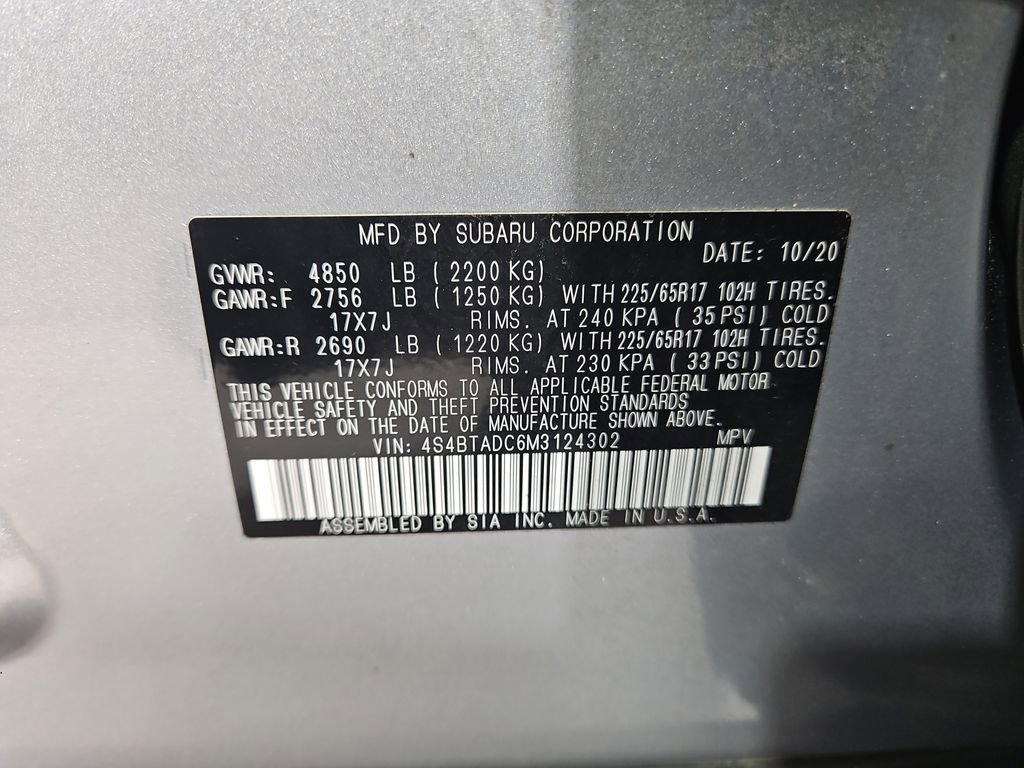 MFD BY SUBARU CORPORATION
DATE: 10/20
GVWR: 4850 LB ( 2200 KG)
GAWR:F 2756 LB ( 1250 KG) WITH 225/65R17 102H TIRES.
17X7J RIMS. AT 240 KPA ( 35 PSI) COLD
GAWR:R 2690 LB ( 1220 KG) WITH 225/65R17 102H TIRES.
17X7J RIMS. AT 230 KPA ( 33 PSI) COLD
THIS VEHICLE CONFORMS TO ALL APPLICABLE FEDERAL MOTOR
VEHICLE SAFETY AND THEFT PREVENTION STANDARDS
IN EFFECT ON THE DATE OF MANUFACTURE SHOWN ABOVE.
VIN: 4S4BTADC6M3124302 MPV
ASSEMBLED BY SIA INC. MADE IN U.S.A.